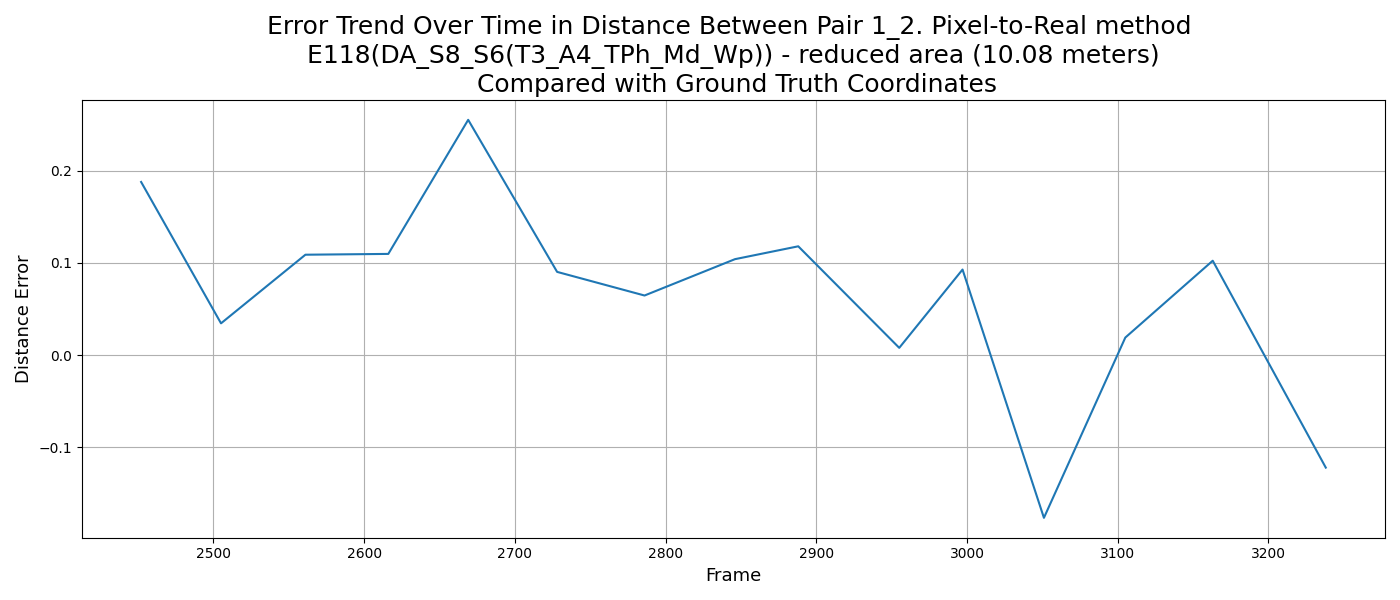 Error Trend Over Time in Distance Between Pair 1_2. Pixel-to-Real method
E118(DA_S8_S6(T3_A4_TPh_Md_Wp)) - reduced area (10.08 meters)
Compared with Ground Truth Coordinates
Distance Error
0.2
0.1
0.0
−0.1
2500 2600 2700 2800 2900 3000 3100 3200
Frame